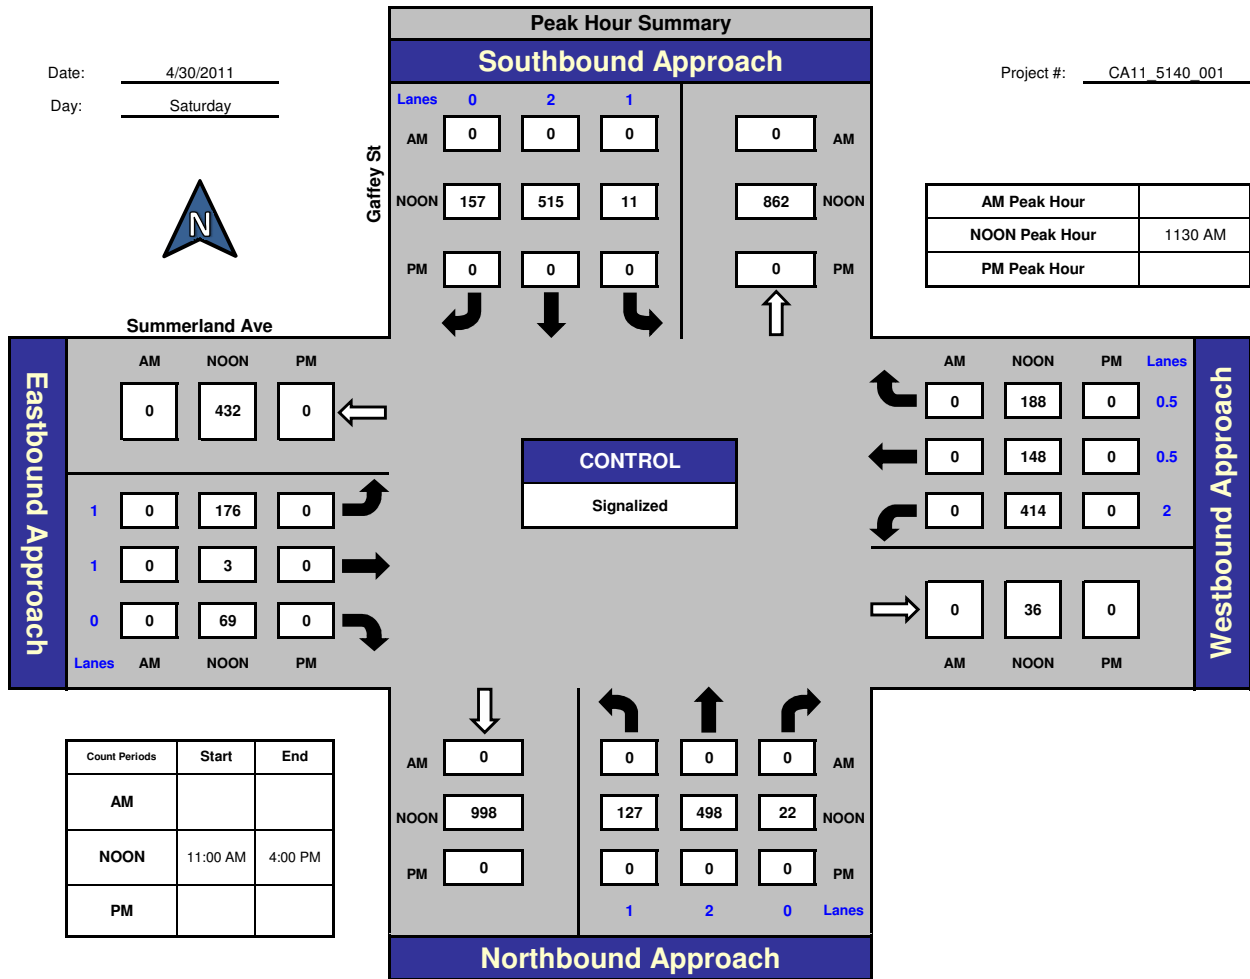 Peak Hour Summary
Southbound Approach
Date: 4/30/2011
Project #: CA11_5140_001
Day: Saturday
Lanes 0 2 1
AM 0 0 0 0 AM
Gaffey St
N
NOON 157 515 11 862 NOON
AM Peak Hour
NOON Peak Hour 1130 AM
PM Peak Hour
PM 0 0 0 0 PM
Summerland Ave
Eastbound Approach
AM NOON PM
0 432 0
1 0 176 0
1 0 3 0
0 0 69 0
Lanes AM NOON PM
CONTROL
Signalized
AM NOON PM Lanes
0 188 0 0.5
0 148 0 0.5
0 414 0 2
0 36 0
AM NOON PM
Westbound Approach
Count Periods Start End
AM
NOON 11:00 AM 4:00 PM
PM
AM 0 0 0 0 AM
NOON 998 127 498 22 NOON
PM 0 0 0 0 PM
1 2 0 Lanes
Northbound Approach